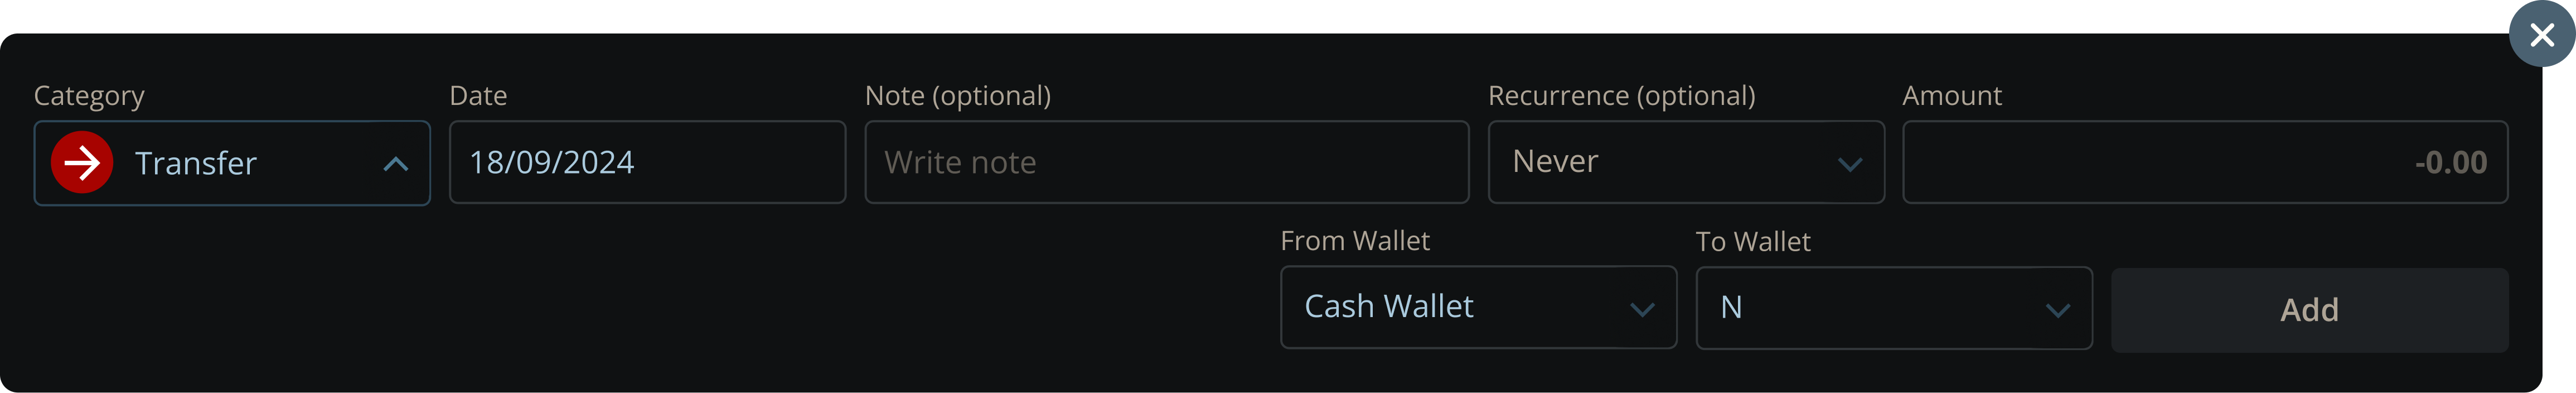 Category Date Note (optional) Recurrence (optional) Amount
Transfer 18/09/2024 Write note Never -0.00
From Wallet To Wallet
Cash Wallet N Add